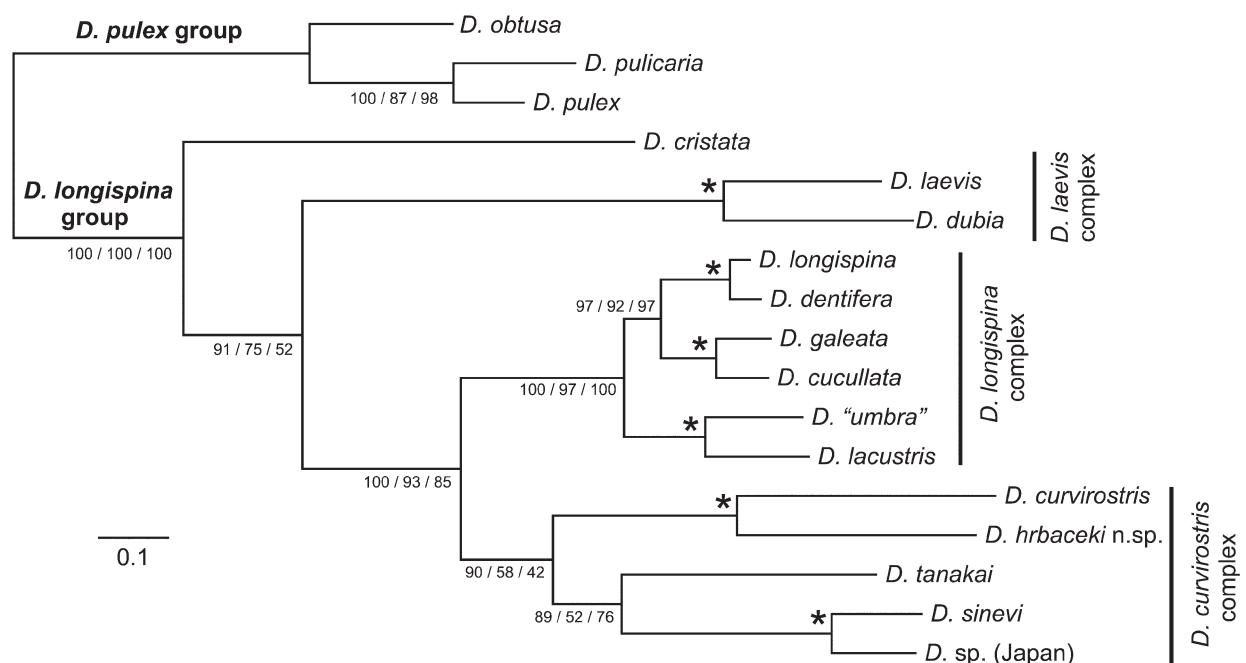 D. pulex group
D. obtusa
D. pulicaria
100 / 87 / 98
D. pulex
D. cristata
D. longispina
group
100 / 100 / 100
*
D. laevis
D. dubia
D. laevis
complex
91 / 75 / 52
*
D. longispina
D. dentifera
97 / 92 / 97
*
D. galeata
D. cucullata
100 / 97 / 100
*
D. “umbra”
D. lacustris
D. longispina
complex
100 / 93 / 85
*
D. curvirostris
D. hrbaceki n.sp.
90 / 58 / 42
D. tanakai
89 / 52 / 76
*
D. sinevi
D. sp. (Japan)
D. curvirostris
complex
0.1